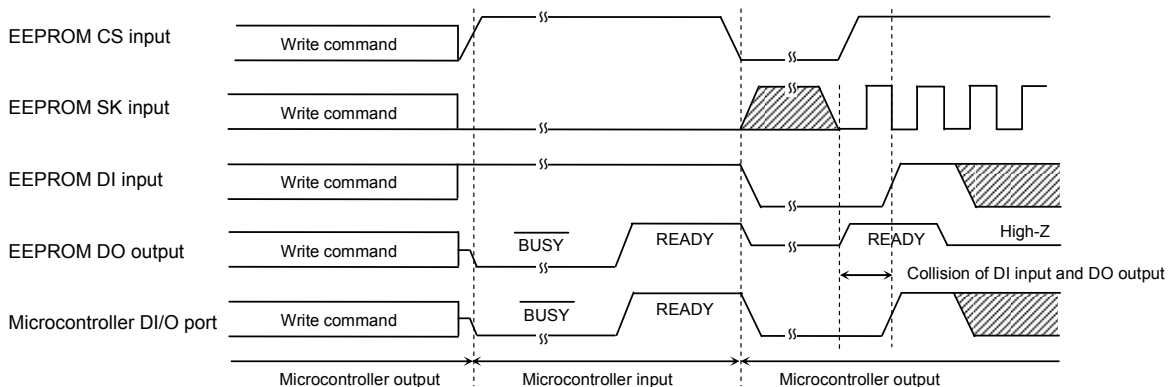 EEPROM CS input
Write command
EEPROM SK input
Write command
EEPROM DI input
Write command
EEPROM DO output
Write command
BUSY
READY
READY
High-Z
Collision of DI input and DO output
Microcontroller DI/O port
Write command
BUSY
READY
Microcontroller output
Microcontroller input
Microcontroller output